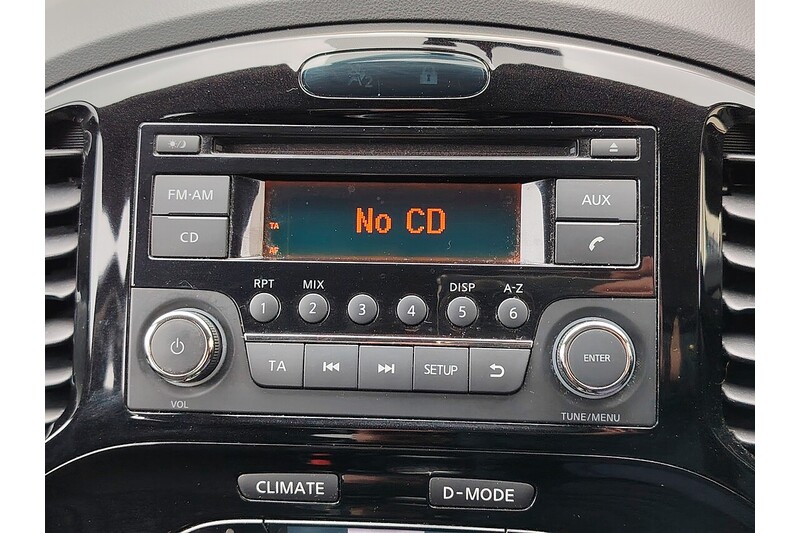 FM·AM
CD
TA
AF
No CD
AUX
RPT
MIX
DISP
A-Z
1
2
3
4
5
6
TA
SETUP
ENTER
VOL
TUNE/MENU
CLIMATE
D-MODE